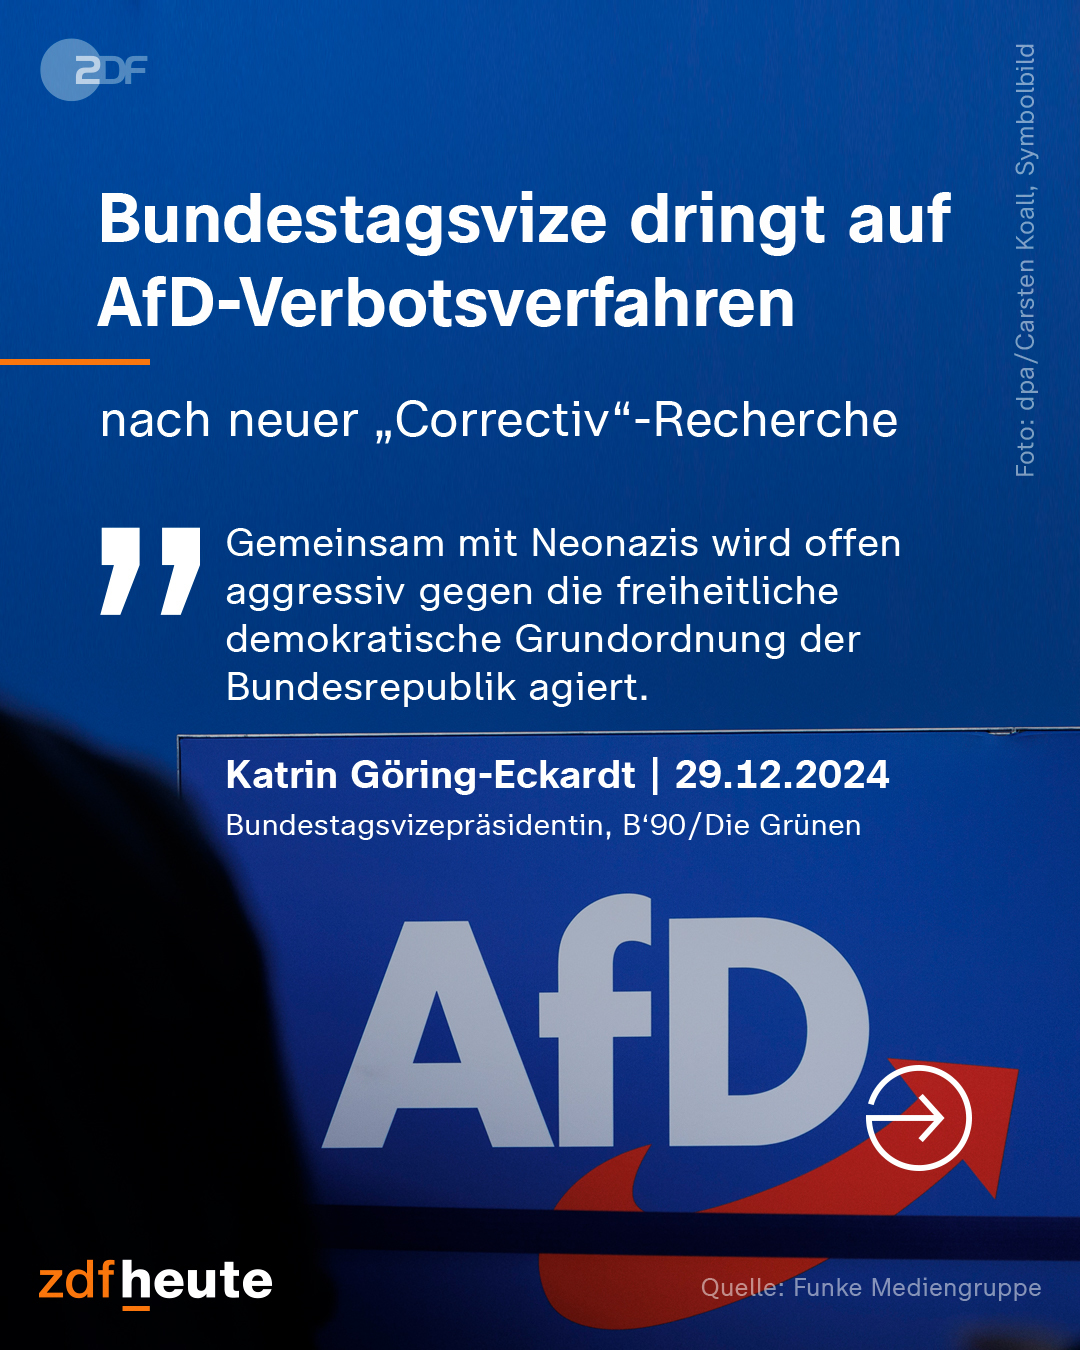 ZDF
Foto: dpa/Carsten Koall, Symbolbild
Bundestagsvize dringt auf
AfD-Verbotsverfahren
nach neuer „Correctiv“-Recherche
” Gemeinsam mit Neonazis wird offen
aggressiv gegen die freiheitliche
demokratische Grundordnung der
Bundesrepublik agiert.
Katrin Göring-Eckardt | 29.12.2024
Bundestagsvizepräsidentin, B‘90/Die Grünen
AfD
zdfheute
Quelle: Funke Mediengruppe